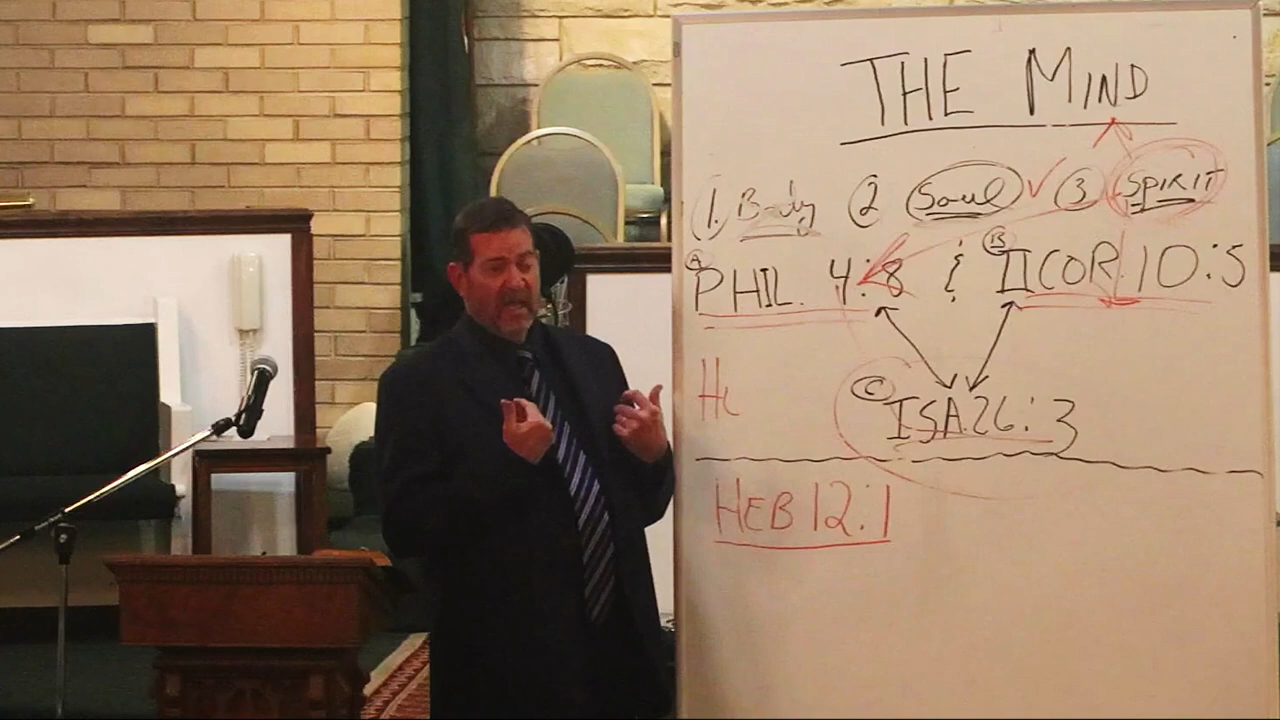 THE MIND
1. Body 2 Soul 3 SPIRIT
A B
PHIL. 4:8 & II COR 10:5
He C ISA.26:3
HEB 12:1